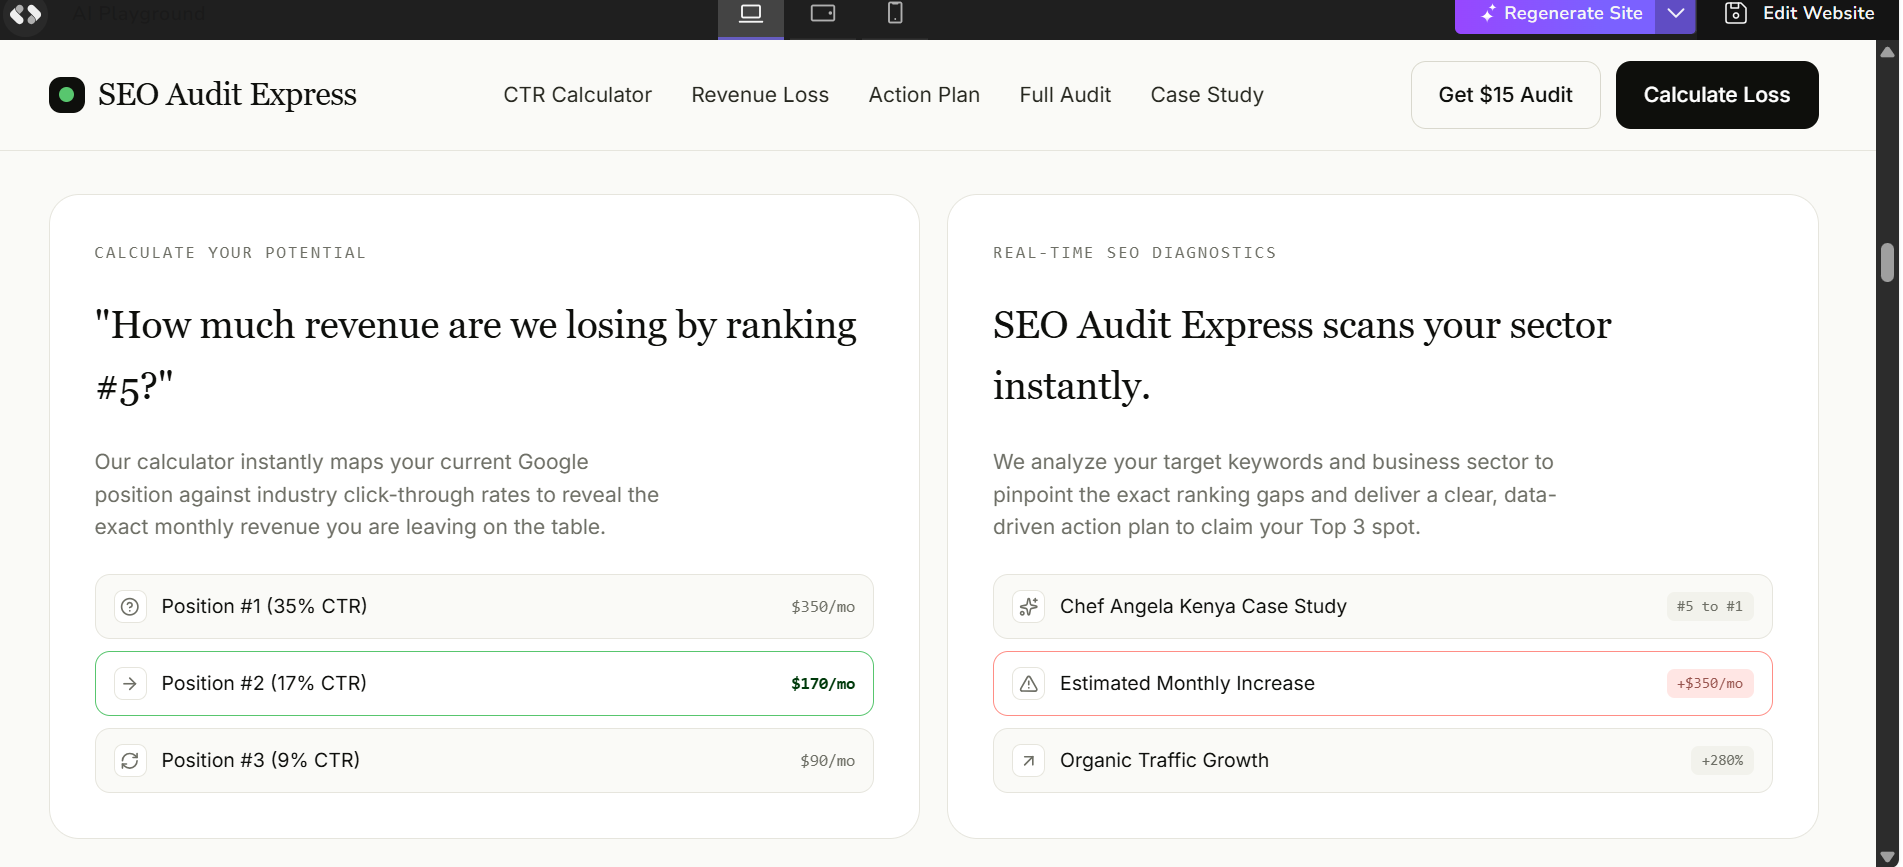 AI Playground
Regenerate Site
Edit Website
SEO Audit Express
CTR Calculator
Revenue Loss
Action Plan
Full Audit
Case Study
Get $15 Audit
Calculate Loss
CALCULATE YOUR POTENTIAL
"How much revenue are we losing by ranking
#5?"
Our calculator instantly maps your current Google
position against industry click-through rates to reveal the
exact monthly revenue you are leaving on the table.
Position #1 (35% CTR)
$350/mo
Position #2 (17% CTR)
$170/mo
Position #3 (9% CTR)
$90/mo
REAL-TIME SEO DIAGNOSTICS
SEO Audit Express scans your sector
instantly.
We analyze your target keywords and business sector to
pinpoint the exact ranking gaps and deliver a clear, data-
driven action plan to claim your Top 3 spot.
Chef Angela Kenya Case Study
#5 to #1
Estimated Monthly Increase
+$350/mo
Organic Traffic Growth
+280%